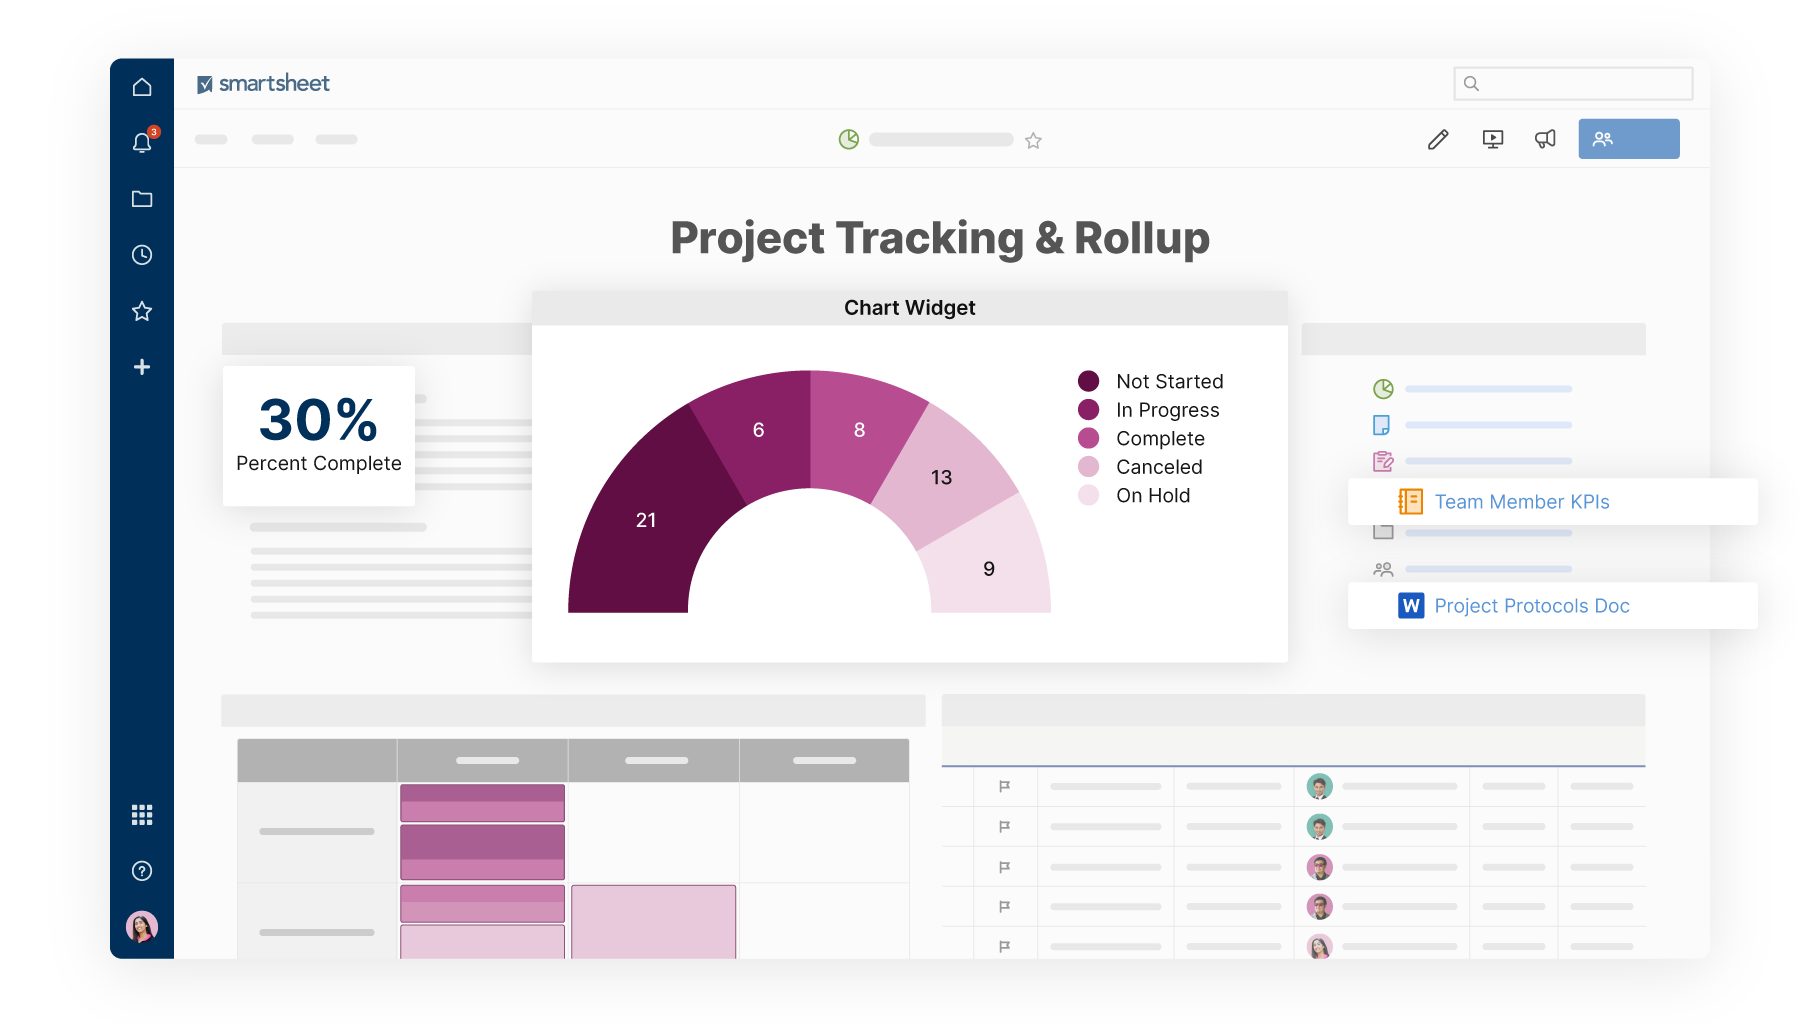 smartsheet
3
Project Tracking & Rollup
Chart Widget
30%
Percent Complete
21
6
8
13
9
Not Started
In Progress
Complete
Canceled
On Hold
Team Member KPIs
W Project Protocols Doc
?